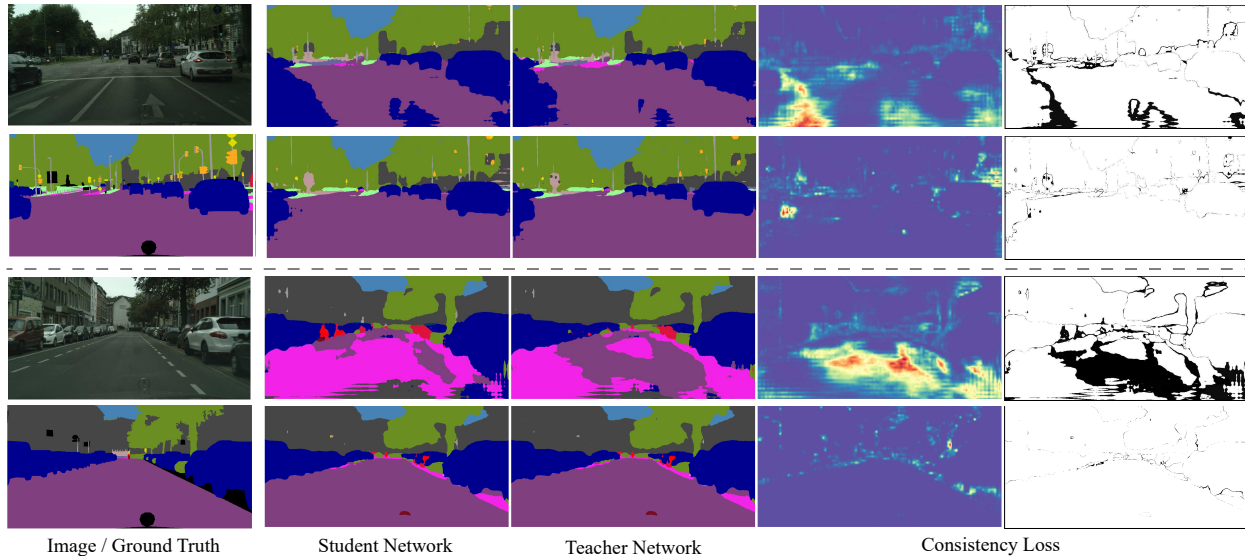 Image / Ground Truth
Student Network
Teacher Network
Consistency Loss